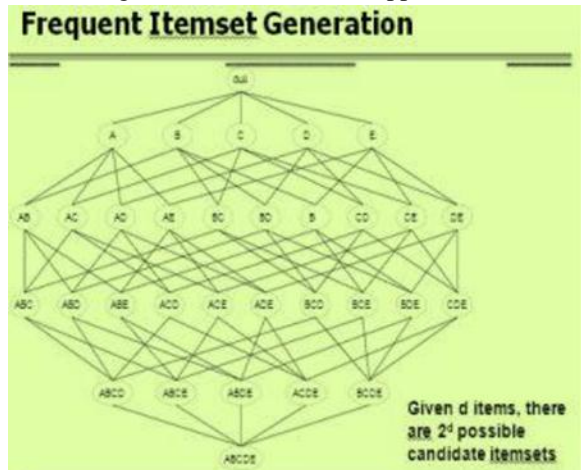 Frequent Itemset Generation
null
A B C D E
AB AC AD AE BC BD B CD CE DE
ABC ABD ABE ACD ACE ADE BCD BCE BDE CDE
ABCD ABCE ABDE ACDE BCDE
ABCDE
Given d items, there
are 2ᵈ possible
candidate itemsets